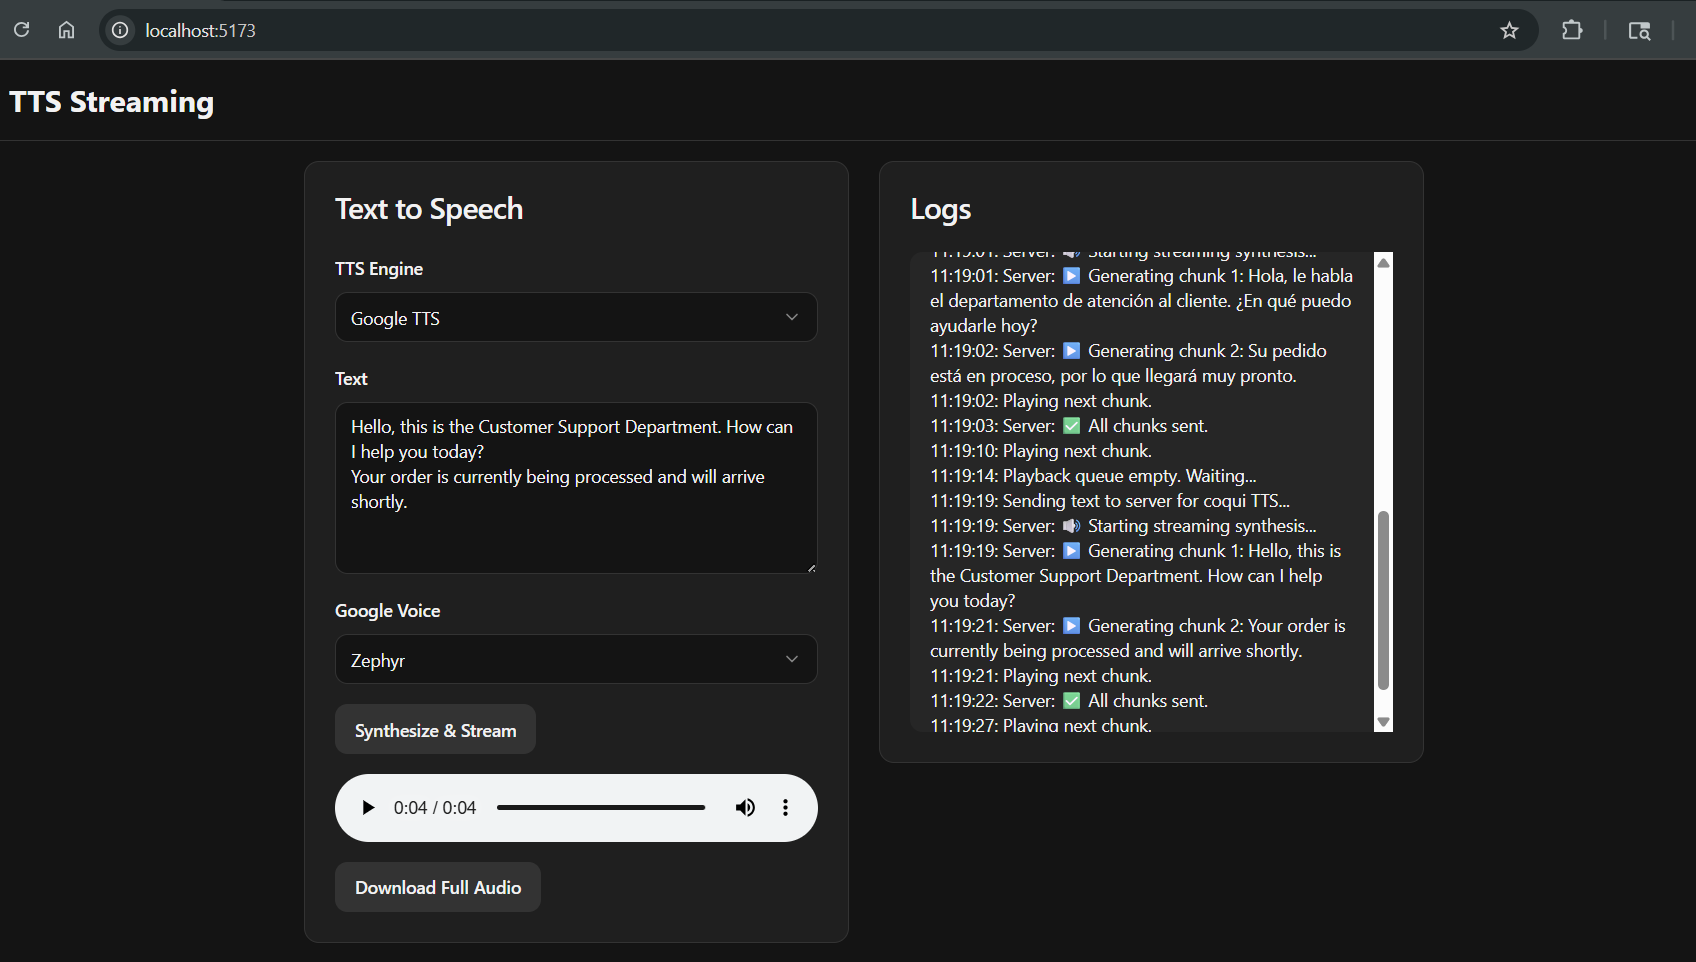 localhost:5173
TTS Streaming
Text to Speech
TTS Engine
Google TTS
Text
Hello, this is the Customer Support Department. How can
I help you today?
Your order is currently being processed and will arrive
shortly.
Google Voice
Zephyr
Synthesize & Stream
0:04 / 0:04
Download Full Audio
Logs
11:19:01: Server: 🔊 Starting streaming synthesis...
11:19:01: Server: ▶️ Generating chunk 1: Hola, le habla
el departamento de atención al cliente. ¿En qué puedo
ayudarle hoy?
11:19:02: Server: ▶️ Generating chunk 2: Su pedido
está en proceso, por lo que llegará muy pronto.
11:19:02: Playing next chunk.
11:19:03: Server: ✅ All chunks sent.
11:19:10: Playing next chunk.
11:19:14: Playback queue empty. Waiting...
11:19:19: Sending text to server for coqui TTS...
11:19:19: Server: 🔊 Starting streaming synthesis...
11:19:19: Server: ▶️ Generating chunk 1: Hello, this is
the Customer Support Department. How can I help
you today?
11:19:21: Server: ▶️ Generating chunk 2: Your order is
currently being processed and will arrive shortly.
11:19:21: Playing next chunk.
11:19:22: Server: ✅ All chunks sent.
11:19:27: Playing next chunk.